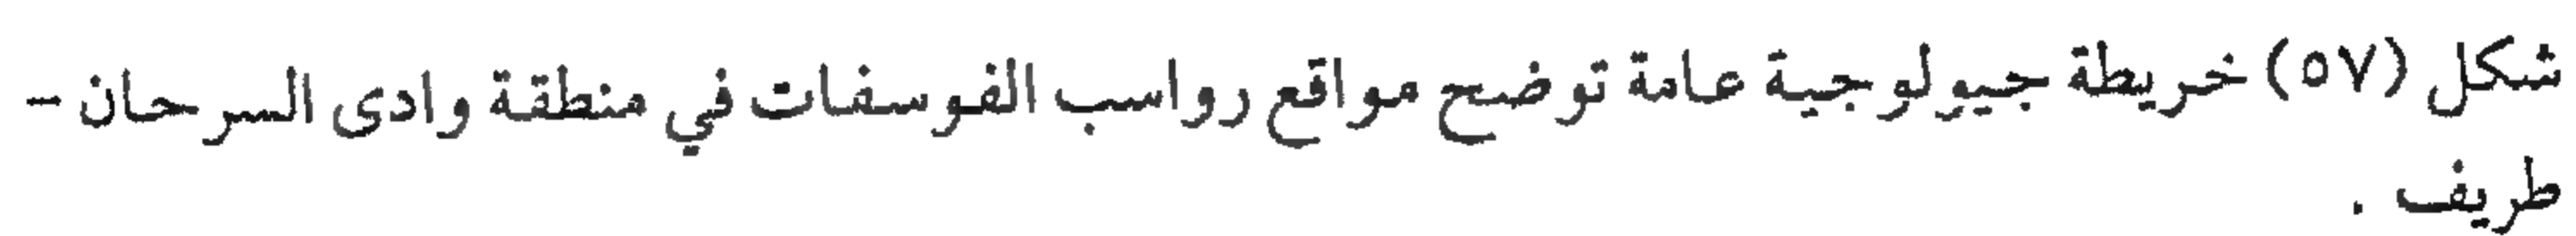 شكل (٥٧) خريطة جيولوجية عامة توضح مواقع رواسب الفوسفات في منطقة وادى السرحان -
طريف .